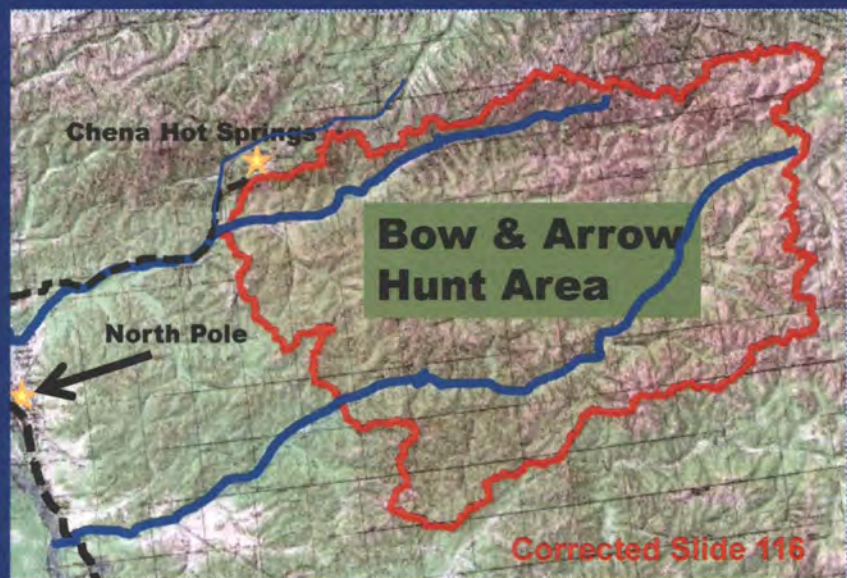 Chena Hot Springs
Bow & Arrow
Hunt Area
North Pole
Corrected Slide 116